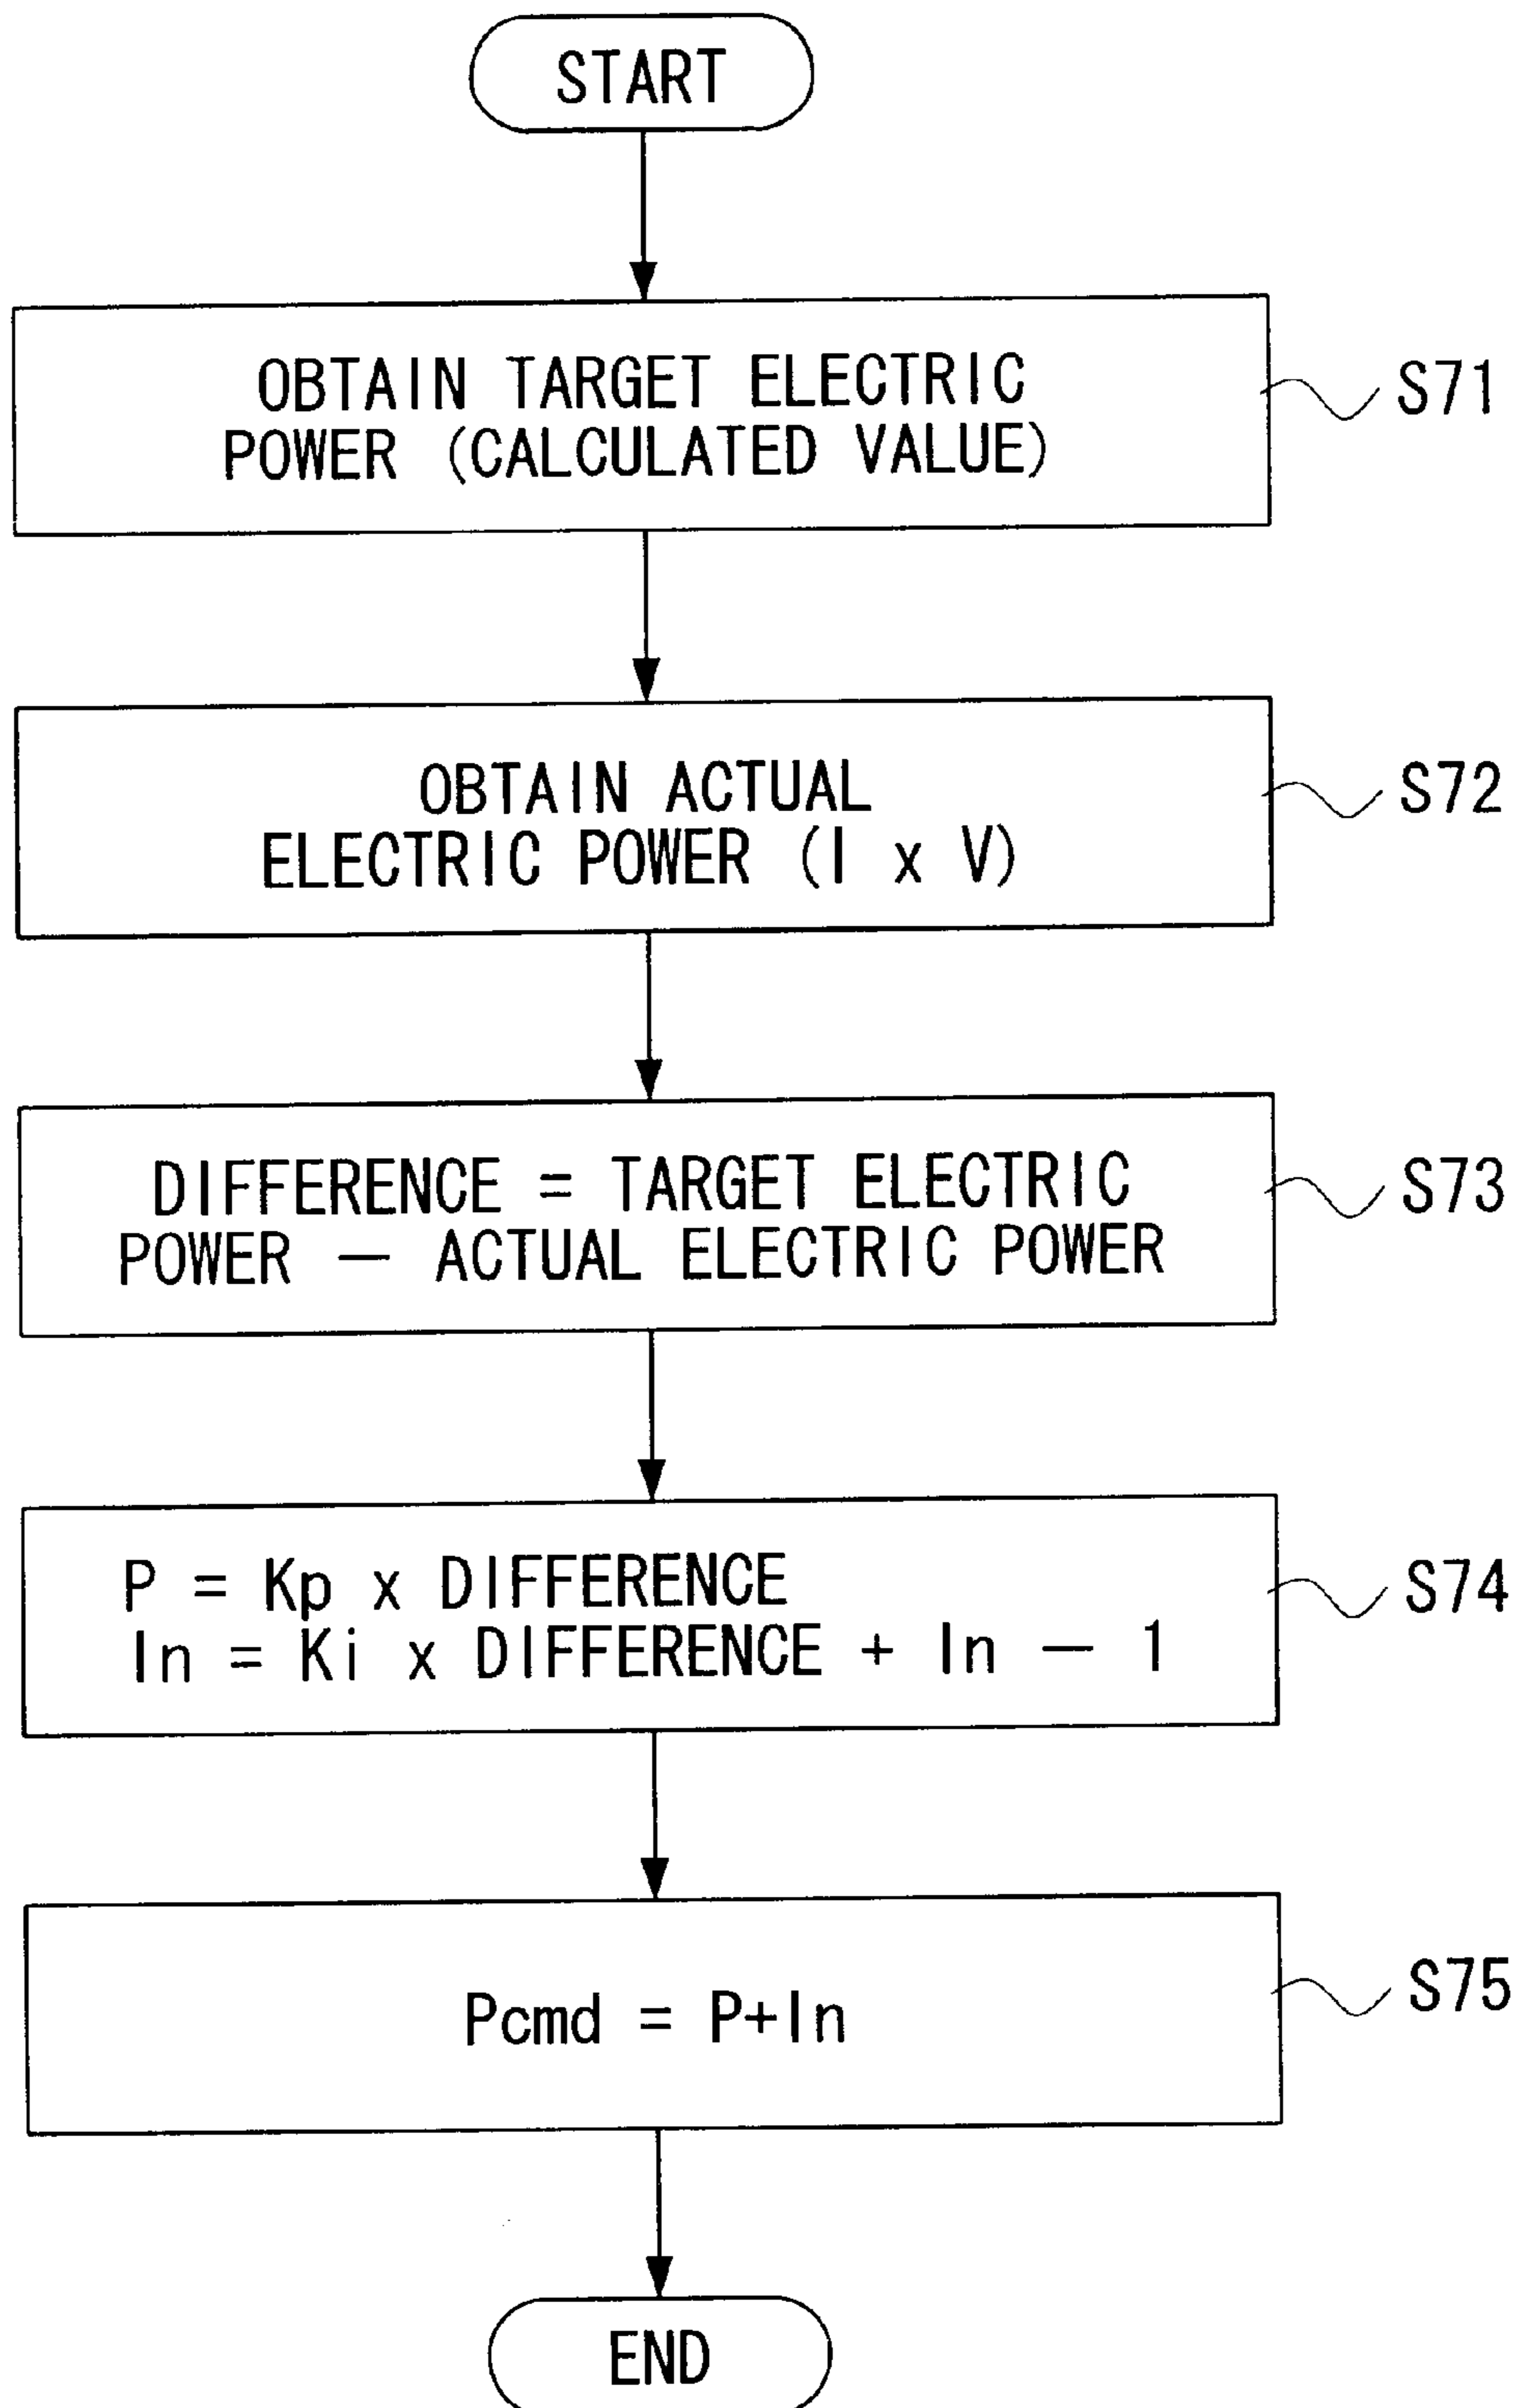 START
OBTAIN TARGET ELECTRIC
POWER (CALCULATED VALUE)
S71
OBTAIN ACTUAL
ELECTRIC POWER (I x V)
S72
DIFFERENCE = TARGET ELECTRIC
POWER — ACTUAL ELECTRIC POWER
S73
P = Kp x DIFFERENCE
In = Ki x DIFFERENCE + In — 1
S74
Pcmd = P+In
S75
END